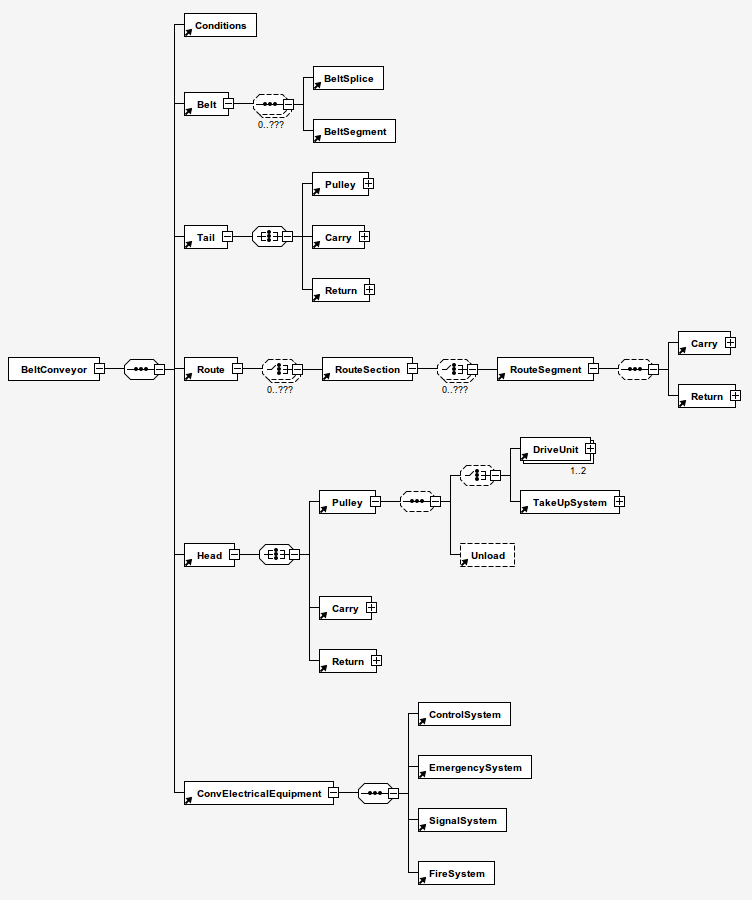 Conditions
Belt
0..???
BeltSplice
BeltSegment
Tail
Pulley
Carry
Return
BeltConveyor
Route
0..???
RouteSection
0..???
RouteSegment
Carry
Return
Head
Pulley
DriveUnit
1..2
TakeUpSystem
Unload
Carry
Return
ConvElectricalEquipment
ControlSystem
EmergencySystem
SignalSystem
FireSystem